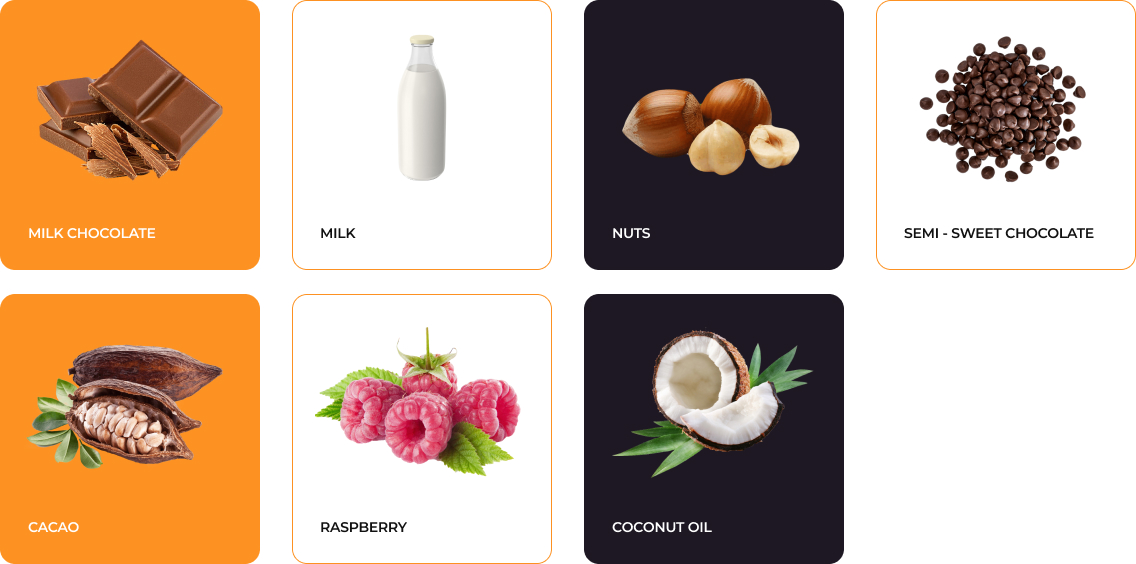 MILK CHOCOLATE
MILK
NUTS
SEMI - SWEET CHOCOLATE
CACAO
RASPBERRY
COCONUT OIL